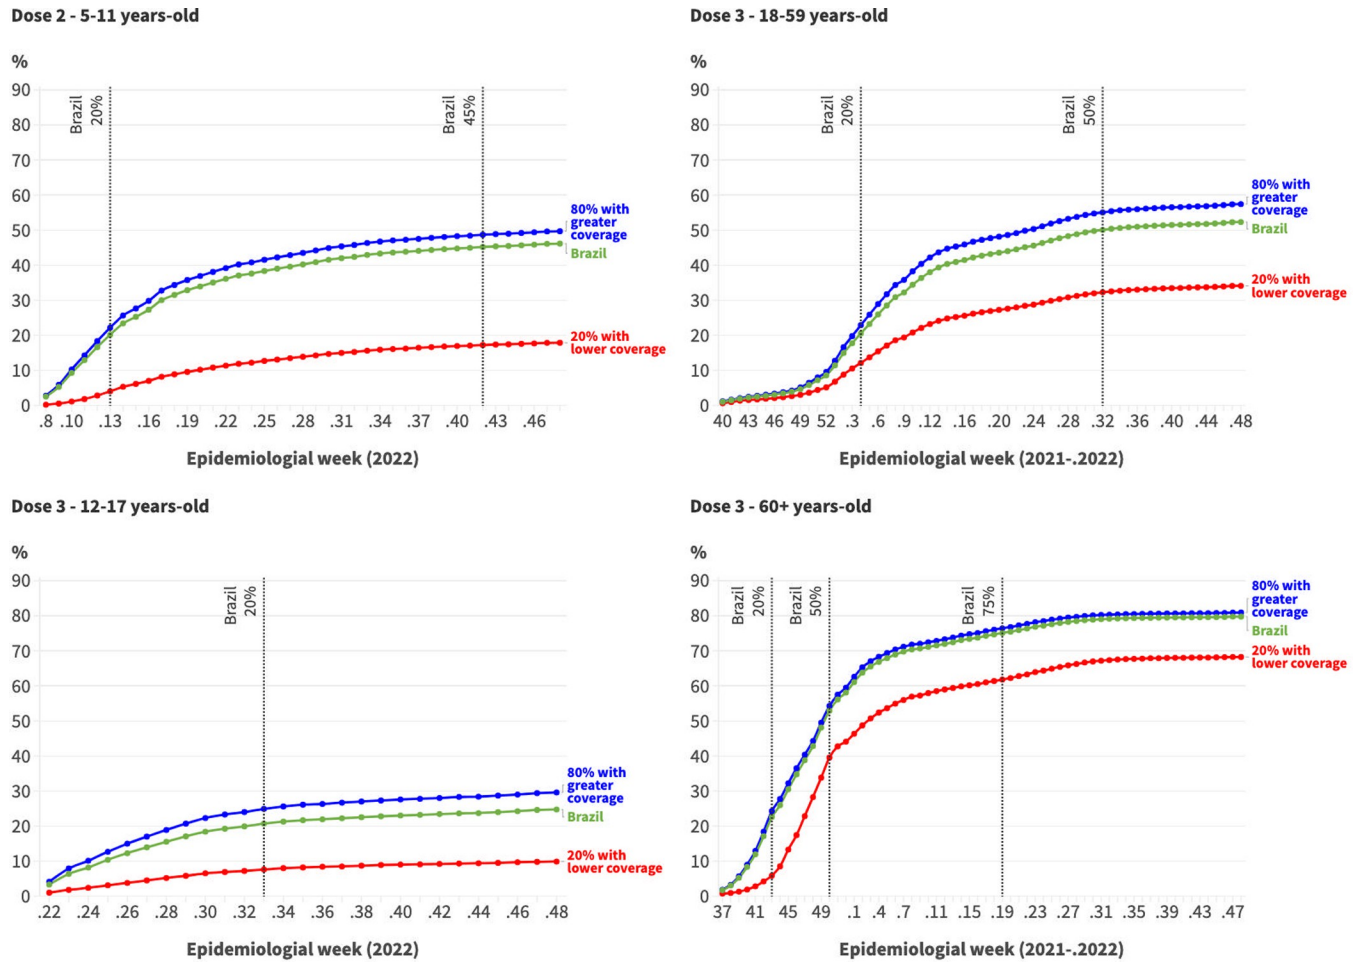 Dose 2 - 5-11 years-old
%
90
80
70
60
50
40
30
20
10
0
Brazil
20%
Brazil
45%
80% with
greater
coverage
Brazil
20% with
lower coverage
.8 .10 .13 .16 .19 .22 .25 .28 .31 .34 .37 .40 .43 .46
Epidemiologial week (2022)
Dose 3 - 18-59 years-old
%
90
80
70
60
50
40
30
20
10
0
Brazil
20%
Brazil
50%
80% with
greater
coverage
Brazil
20% with
lower coverage
40 43 46 49 52 .3 .6 .9 .12 .16 .20 .24 .28 .32 .36 .40 .44 .48
Epidemiologial week (2021-.2022)
Dose 3 - 12-17 years-old
%
90
80
70
60
50
40
30
20
10
0
Brazil
20%
80% with
greater
coverage
Brazil
20% with
lower coverage
.22 .24 .26 .28 .30 .32 .34 .36 .38 .40 .42 .44 .46 .48
Epidemiologial week (2022)
Dose 3 - 60+ years-old
%
90
80
70
60
50
40
30
20
10
0
Brazil
20%
Brazil
50%
Brazil
75%
80% with
greater
coverage
Brazil
20% with
lower coverage
37 41 45 49 .1 .4 .7 .11 .15 .19 .23 .27 .31 .35 .39 .43 .47
Epidemiologial week (2021-.2022)